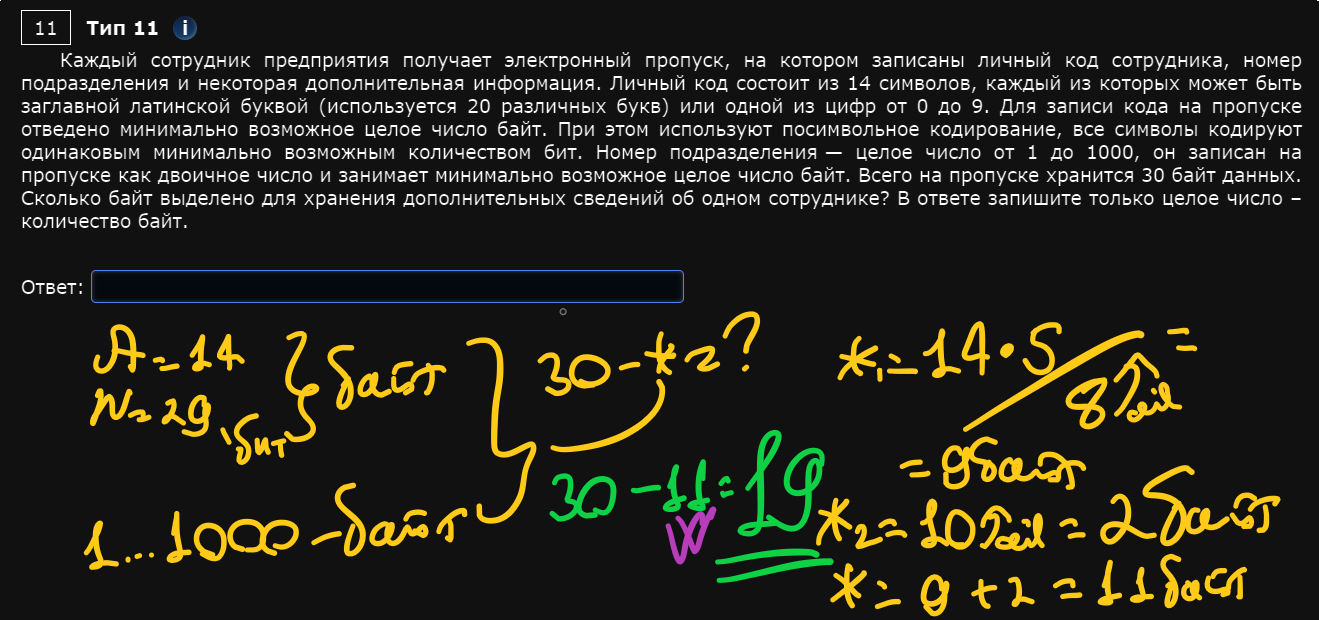 11 Тип 11 i
Каждый сотрудник предприятия получает электронный пропуск, на котором записаны личный код сотрудника, номер
подразделения и некоторая дополнительная информация. Личный код состоит из 14 символов, каждый из которых может быть
заглавной латинской буквой (используется 20 различных букв) или одной из цифр от 0 до 9. Для записи кода на пропуске
отведено минимально возможное целое число байт. При этом используют посимвольное кодирование, все символы кодируют
одинаковым минимально возможным количеством бит. Номер подразделения — целое число от 1 до 1000, он записан на
пропуске как двоичное число и занимает минимально возможное целое число байт. Всего на пропуске хранится 30 байт данных.
Сколько байт выделено для хранения дополнительных сведений об одном сотруднике? В ответе запишите только целое число –
количество байт.
Ответ:
A = 14
N = 29
бит
байт
1...1000 – байт
30 – * = ?
30 – 11 = 19
*1 = 14 • 5 / 8 =
= 9 байт
*2 = 10 = 2 байт
* = 9 + 2 = 11 байт